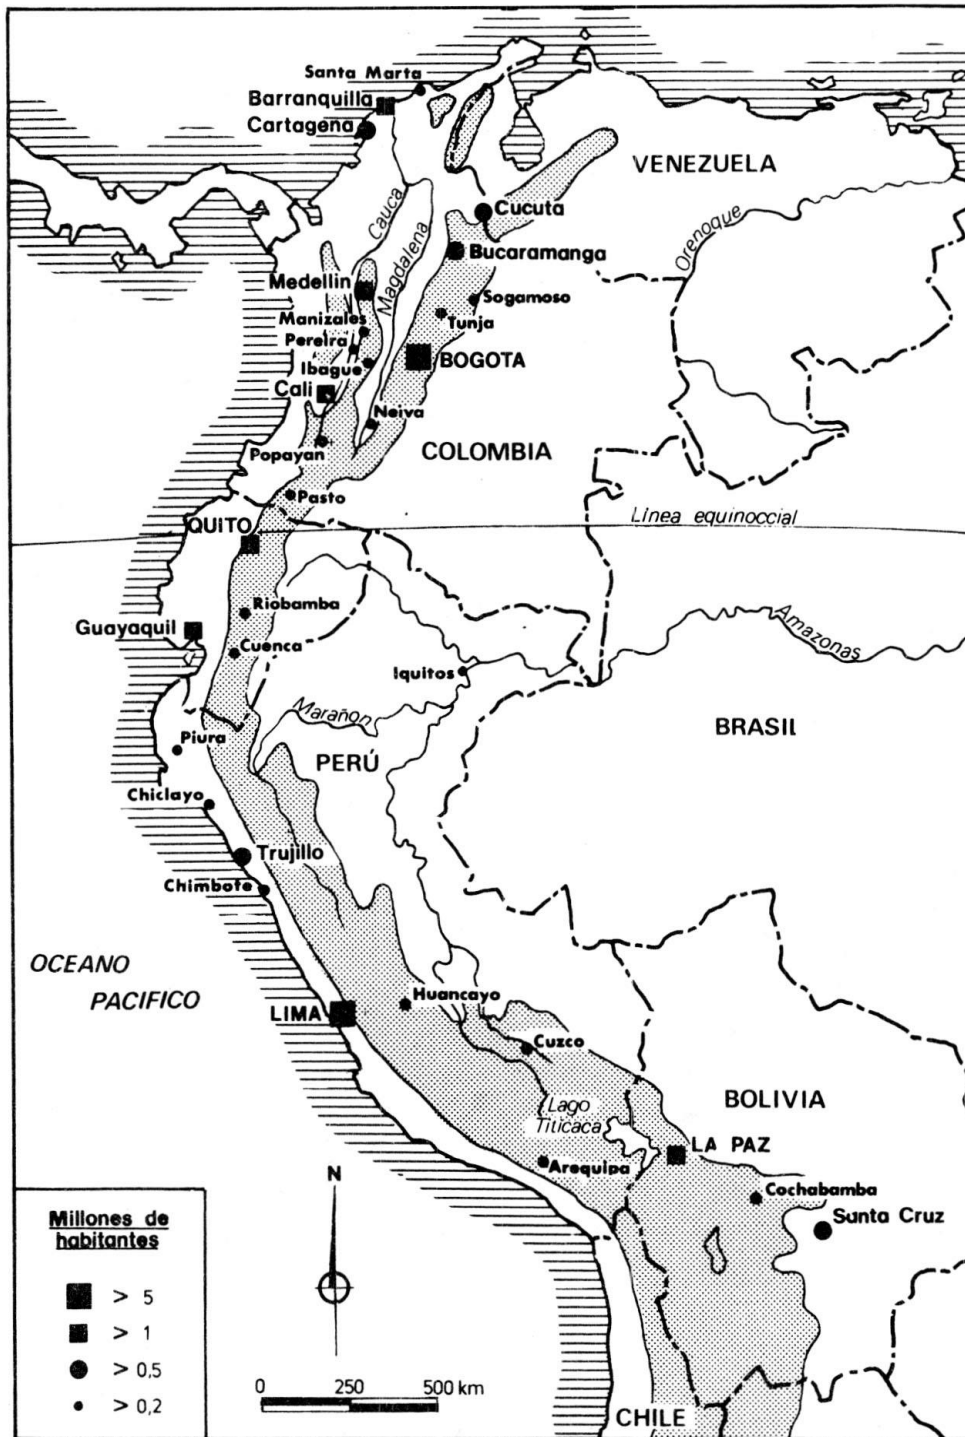 Santa Marta
Barranquilla
Cartagena
VENEZUELA
Cauca
Magdalena
Orenoque
Cucuta
Bucaramanga
Medellin
Sogamoso
Manizales
Tunja
Pereira
BOGOTA
Ibague
Cali
Neiva
COLOMBIA
Popayan
Pasto
QUITO
Línea equinoccial
Riobamba
Guayaquil
Cuenca
Amazonas
Iquitos
Marañon
BRASIL
Piura
PERÚ
Chiclayo
Trujillo
Chimbote
OCEANO
PACIFICO
Huancayo
LIMA
Cuzco
BOLIVIA
Lago
Titicaca
LA PAZ
Arequipa
N
Cochabamba
Santa Cruz
Millones de
habitantes
> 5
> 1
> 0,5
> 0,2
0 250 500 km
CHILE